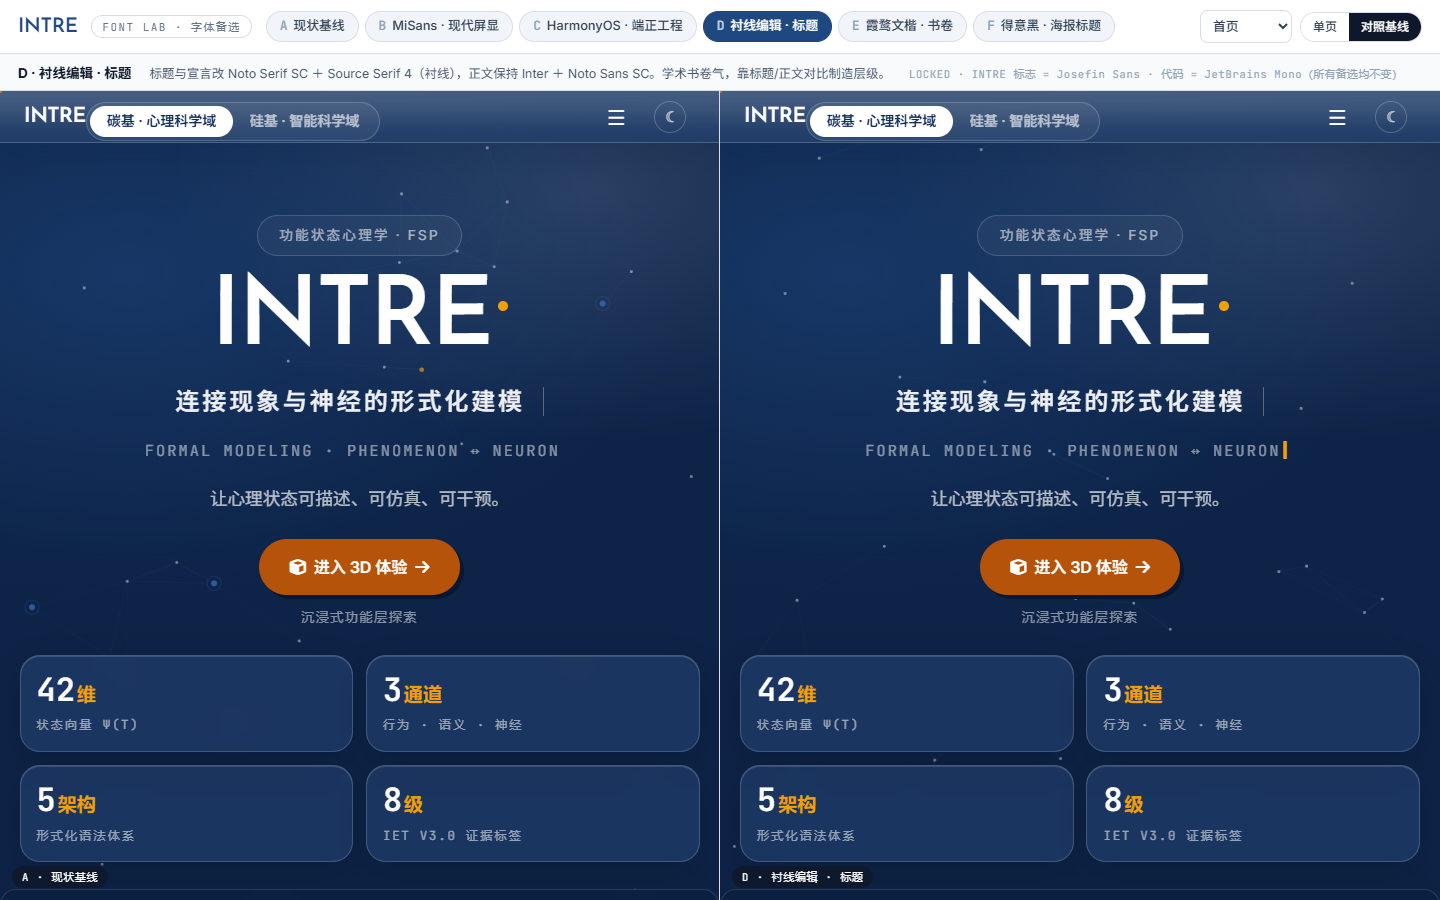 INTRE FONT LAB · 字体备选 A 现状基线 B MiSans · 现代屏显 C HarmonyOS · 端正工程 D 衬线编辑 · 标题 E 霞鹜文楷 · 书卷 F 得意黑 · 海报标题 首页 单页 对照基线
D · 衬线编辑 · 标题 标题与宣言改 Noto Serif SC ＋ Source Serif 4（衬线），正文保持 Inter ＋ Noto Sans SC。学术书卷气，靠标题/正文对比制造层级。 LOCKED · INTRE 标志 = Josefin Sans · 代码 = JetBrains Mono (所有备选均不变)
INTRE 碳基 · 心理科学域 硅基 · 智能科学域
功能状态心理学 · FSP
INTRE
连接现象与神经的形式化建模
FORMAL MODELING · PHENOMENON ↔ NEURON
让心理状态可描述、可仿真、可干预。
进入 3D 体验 →
沉浸式功能层探索
42维
状态向量 Ψ(T)
3通道
行为 · 语义 · 神经
5架构
形式化语法体系
8级
IET V3.0 证据标签
A · 现状基线
INTRE 碳基 · 心理科学域 硅基 · 智能科学域
功能状态心理学 · FSP
INTRE
连接现象与神经的形式化建模
FORMAL MODELING · PHENOMENON ↔ NEURON
让心理状态可描述、可仿真、可干预。
进入 3D 体验 →
沉浸式功能层探索
42维
状态向量 Ψ(T)
3通道
行为 · 语义 · 神经
5架构
形式化语法体系
8级
IET V3.0 证据标签
D · 衬线编辑 · 标题